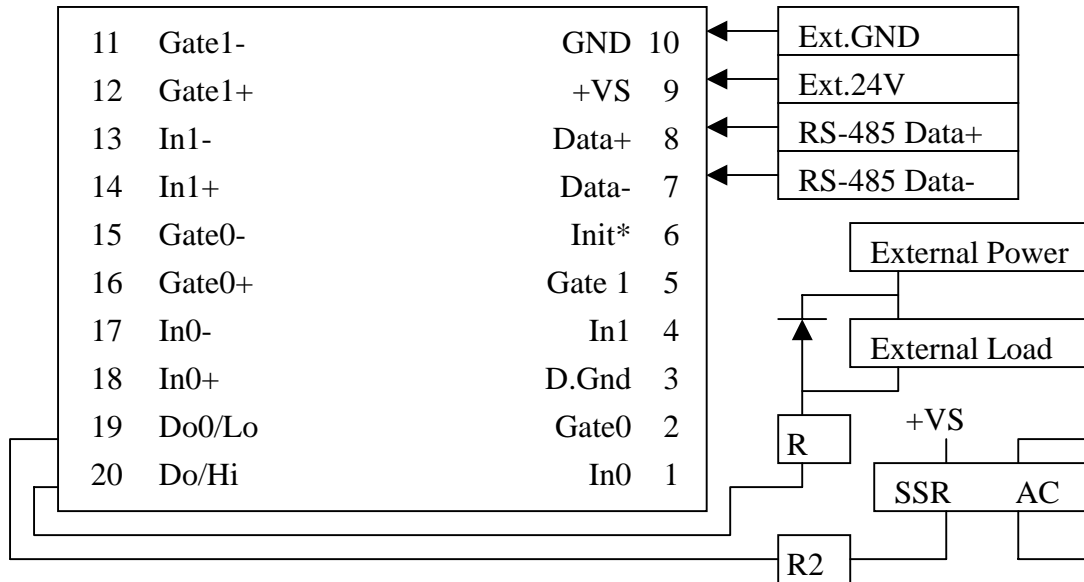 11 Gate1- GND 10
12 Gate1+ +VS 9
13 In1- Data+ 8
14 In1+ Data- 7
15 Gate0- Init* 6
16 Gate0+ Gate 1 5
17 In0- In1 4
18 In0+ D.Gnd 3
19 Do0/Lo Gate0 2
20 Do/Hi In0 1
Ext.GND
Ext.24V
RS-485 Data+
RS-485 Data-
External Power
External Load
R
+VS
SSR AC
R2